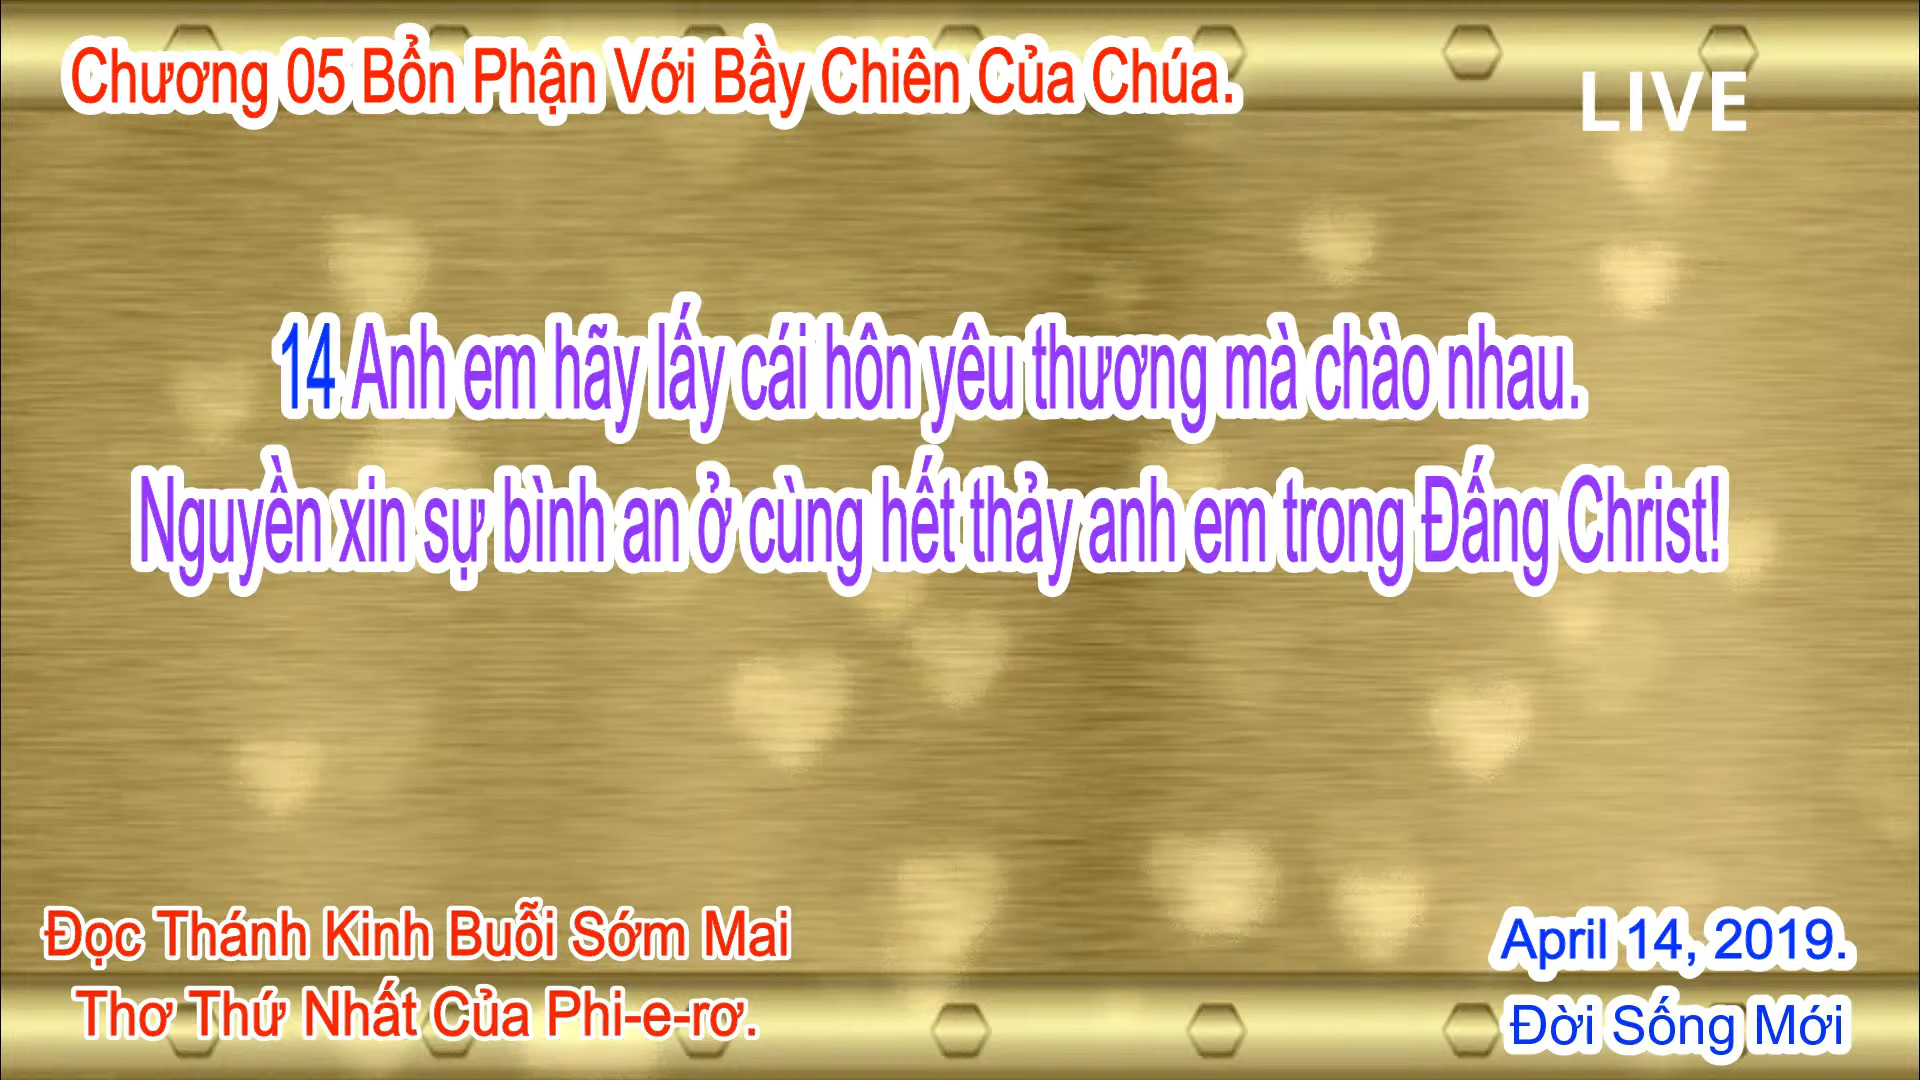 Chương 05 Bổn Phận Với Bầy Chiên Của Chúa.
LIVE
14 Anh em hãy lấy cái hôn yêu thương mà chào nhau.
Nguyền xin sự bình an ở cùng hết thảy anh em trong Đấng Christ!
Đọc Thánh Kinh Buỗi Sớm Mai
Thơ Thứ Nhất Của Phi-e-rơ.
April 14, 2019.
Đời Sống Mới